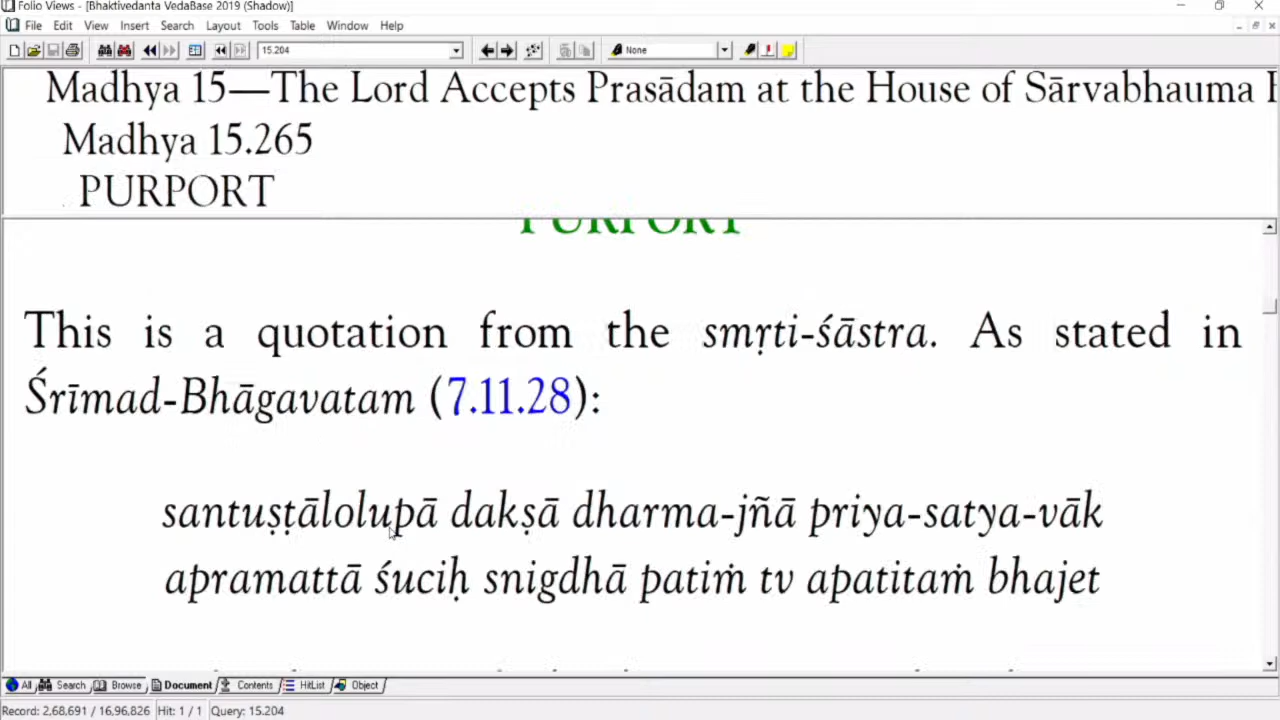 Folio Views - [Bhaktivedanta VedaBase 2019 (Shadow)]
File Edit View Insert Search Layout Tools Table Window Help
15.204 None
Madhya 15—The Lord Accepts Prasādam at the House of Sārvabhauma
Madhya 15.265
PURPORT
PURPORT
This is a quotation from the smṛti-śāstra. As stated in
Śrīmad-Bhāgavatam (7.11.28):
santuṣṭālolupā dakṣā dharma-jñā priya-satya-vāk
apramattā śuciḥ snigdhā patiṁ tv apatitaṁ bhajet
All Search Browse Document Contents HitList Object
Record: 2,68,691 / 16,96,826 Hit: 1 / 1 Query: 15.204